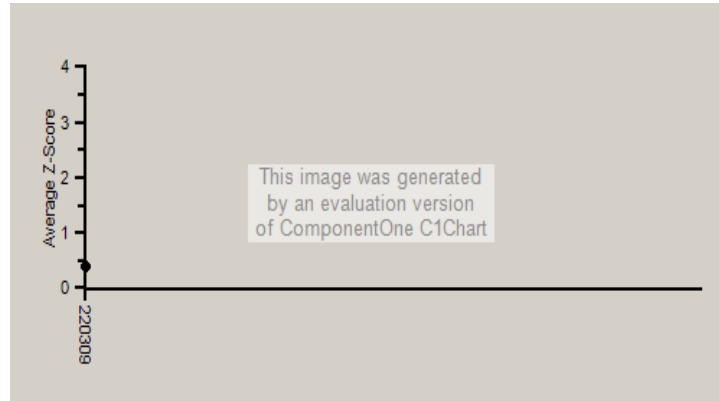 4
3
2
1
0
Average Z-Score
220309
This image was generated
by an evaluation version
of ComponentOne C1Chart